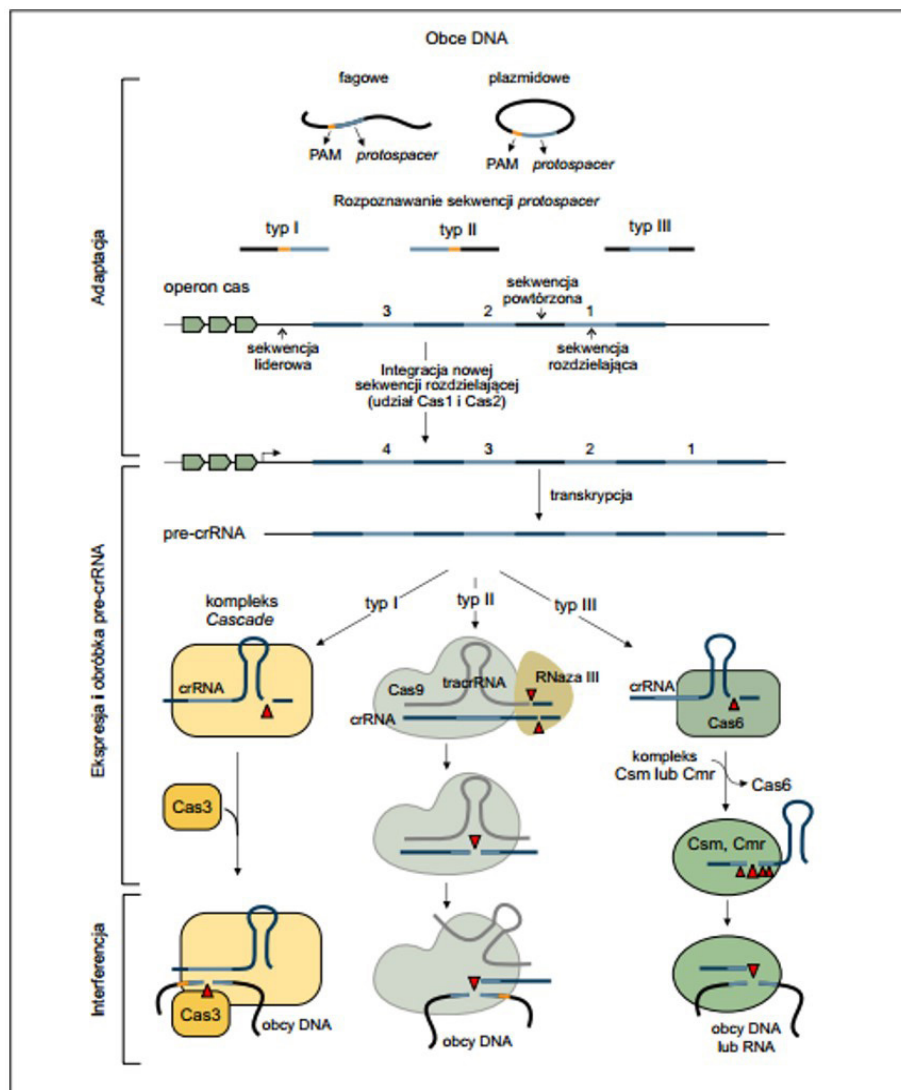 Obce DNA
fagowe
plazmidowe
PAM
protospacer
PAM
protospacer
Rozpoznawanie sekwencji protospacer
typ I
typ II
typ III
operon cas
3
2
sekwencja
powtórzona
1
sekwencja
liderowa
Integracja nowej
sekwencji rozdzielającej
(udział Cas1 i Cas2)
sekwencja
rozdzielająca
4
3
2
1
transkrypcja
pre-crRNA
typ I
typ II
typ III
kompleks
Cascade
crRNA
Cas9
tracrRNA
RNaza III
crRNA
crRNA
Cas6
kompleks
Csm lub Cmr
Cas6
Cas3
Csm, Cmr
Cas3
obcy DNA
obcy DNA
obcy DNA
lub RNA
Adaptacja
Ekspresja i obróbka pre-crRNA
Interferencja